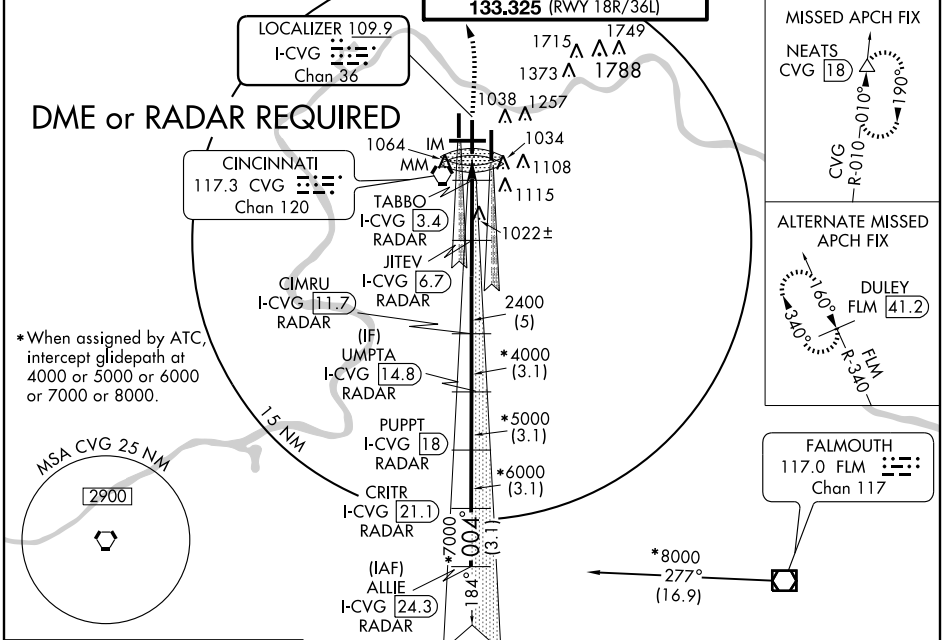 133.325 (RWY 18R/36L)
LOCALIZER 109.9
I-CVG
Chan 36
DME or RADAR REQUIRED
1715
1749
1373
1788
1038
1257
1064
IM
1034
MM
1108
1115
CINCINNATI
117.3 CVG
Chan 120
TABBO
I-CVG 3.4
RADAR
1022±
JITEV
I-CVG 6.7
RADAR
CIMRU
I-CVG 11.7
RADAR
2400
(5)
(IF)
UMPTA
I-CVG 14.8
RADAR
*4000
(3.1)
*When assigned by ATC,
intercept glidepath at
4000 or 5000 or 6000
or 7000 or 8000.
15 NM
PUPPT
I-CVG 18
RADAR
*5000
(3.1)
CRITR
I-CVG 21.1
RADAR
*6000
(3.1)
MSA CVG 25 NM
2900
*7000
004°
(3.1)
(IAF)
ALLIE
I-CVG 24.3
RADAR
184°
*8000
277°
(16.9)
MISSED APCH FIX
NEATS
CVG 18
010°
190°
CVG
R-010
ALTERNATE MISSED
APCH FIX
DULEY
FLM 41.2
160°
340°
FLM
R-340
FALMOUTH
117.0 FLM
Chan 117